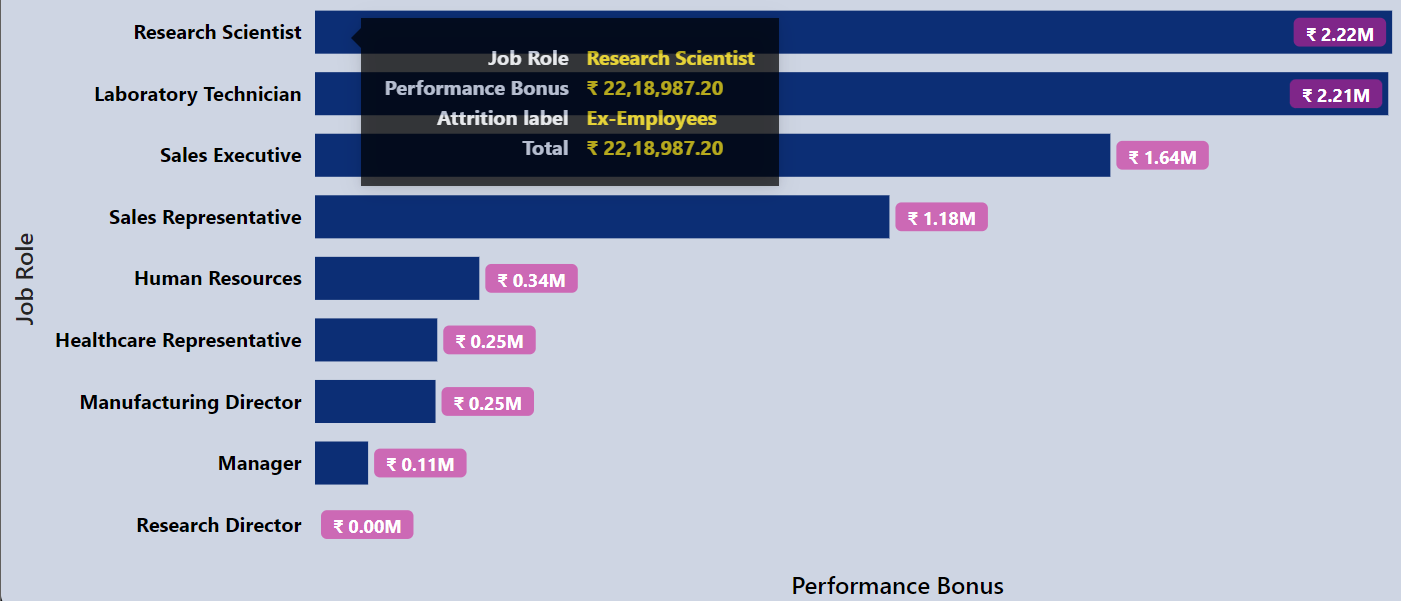 Research Scientist ₹ 2.22M
Job Role Research Scientist
Performance Bonus ₹ 22,18,987.20
Attrition label Ex-Employees
Total ₹ 22,18,987.20
Laboratory Technician ₹ 2.21M
Sales Executive ₹ 1.64M
Sales Representative ₹ 1.18M
Human Resources ₹ 0.34M
Healthcare Representative ₹ 0.25M
Manufacturing Director ₹ 0.25M
Manager ₹ 0.11M
Research Director ₹ 0.00M
Job Role
Performance Bonus